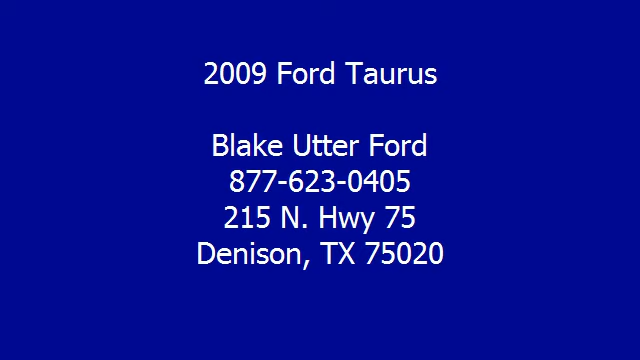 2009 Ford Taurus
Blake Utter Ford
877-623-0405
215 N. Hwy 75
Denison, TX 75020